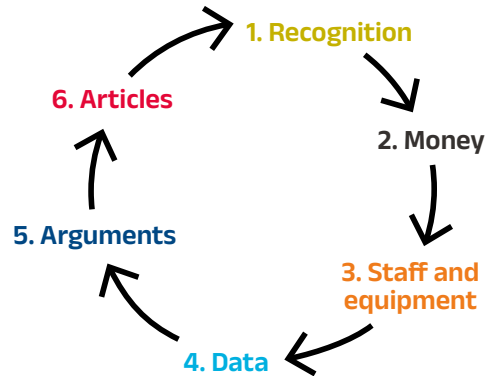 1. Recognition
2. Money
3. Staff and
equipment
4. Data
5. Arguments
6. Articles